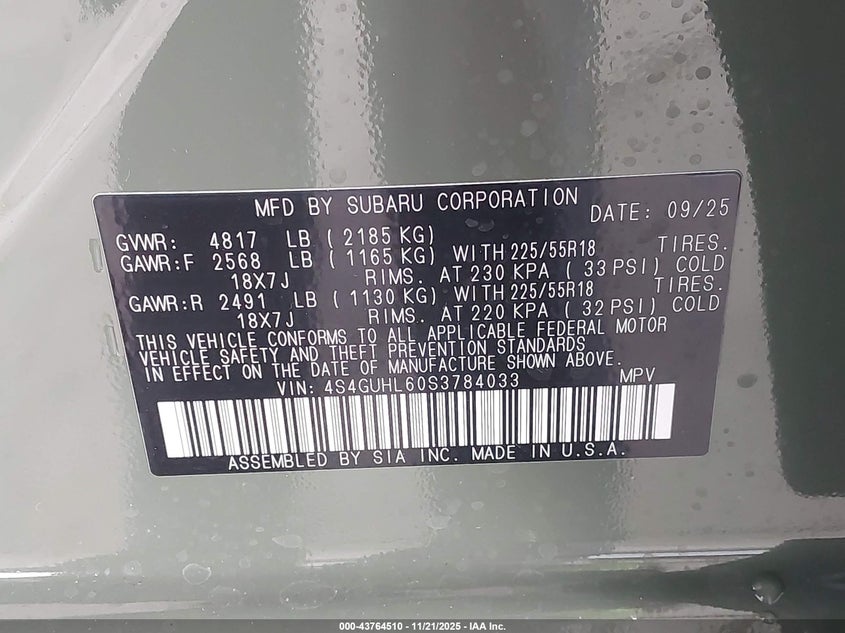 MFD BY SUBARU CORPORATION DATE: 09/25
GVWR: 4817 LB ( 2185 KG)
GAWR:F 2568 LB ( 1165 KG) WITH 225/55R18 TIRES.
18X7J RIMS. AT 230 KPA ( 33 PSI) COLD
GAWR:R 2491 LB ( 1130 KG) WITH 225/55R18 TIRES.
18X7J RIMS. AT 220 KPA ( 32 PSI) COLD
THIS VEHICLE CONFORMS TO ALL APPLICABLE FEDERAL MOTOR
VEHICLE SAFETY AND THEFT PREVENTION STANDARDS
IN EFFECT ON THE DATE OF MANUFACTURE SHOWN ABOVE.
VIN: 4S4GUHL60S3784033 MPV
ASSEMBLED BY SIA INC. MADE IN U.S.A.
000-43764510 - 11/21/2025 - IAA Inc.